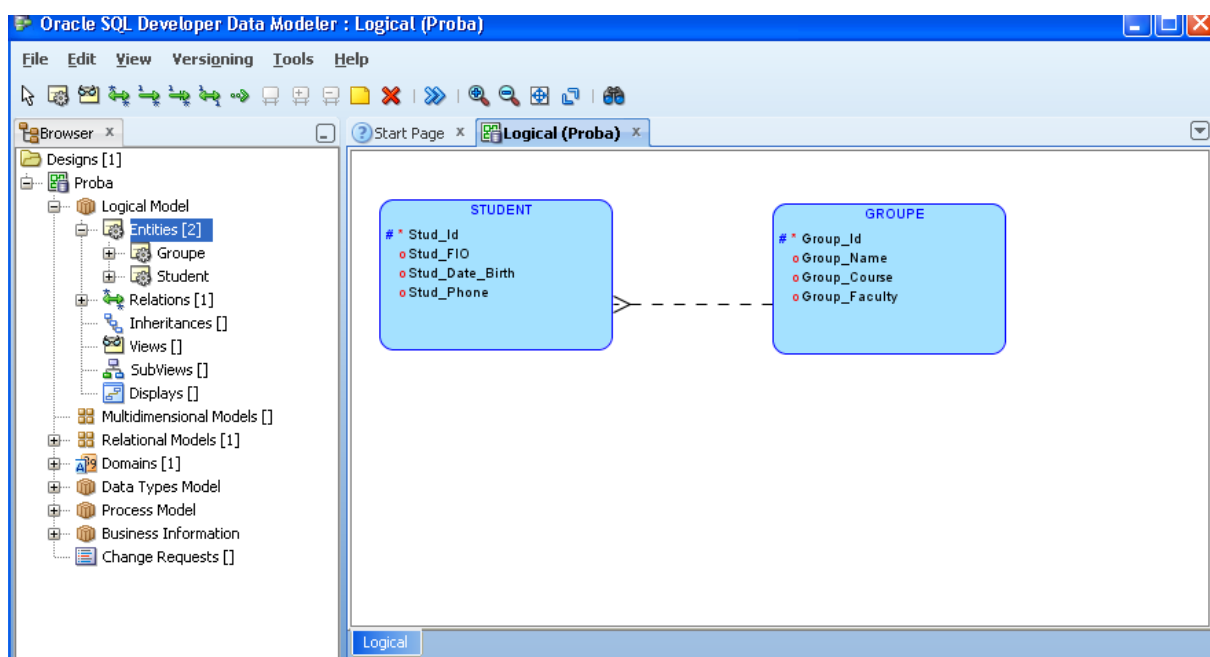 Oracle SQL Developer Data Modeler : Logical (Proba)
File Edit View Versioning Tools Help
Browser x
Start Page x Logical (Proba) x
Designs [1]
Proba
Logical Model
Entities [2]
Groupe
Student
Relations [1]
Inheritances []
Views []
SubViews []
Displays []
Multidimensional Models []
Relational Models [1]
Domains [1]
Data Types Model
Process Model
Business Information
Change Requests []
STUDENT
# * Stud_Id
o Stud_FIO
o Stud_Date_Birth
o Stud_Phone
GROUPE
# * Group_Id
o Group_Name
o Group_Course
o Group_Faculty
Logical